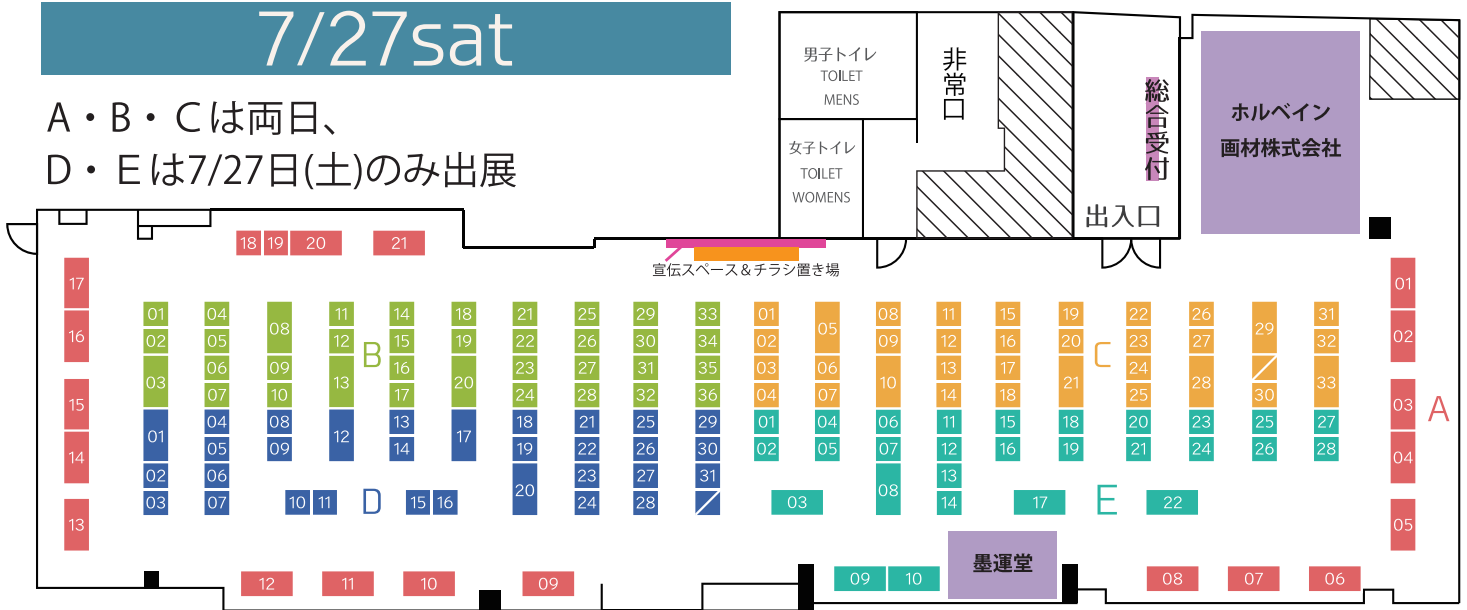 7/27sat
A・B・Cは両日、
D・Eは7/27日(土)のみ出展
男子トイレ
TOILET
MENS
女子トイレ
TOILET
WOMENS
非常口
総合受付
出入口
ホルベイン
画材株式会社
宣伝スペース＆チラシ置き場
18 19 20 21
17
16
15
14
13
12 11 10 09
08 07 06
01
02
03
04
05
A
B
01 02 03
04 05 06 07
08 09 10
11 12 13
14 15 16 17
18 19 20
21 22 23 24
25 26 27 28
29 30 31 32
33 34 35 36
C
01 02 03 04
05 06 07
08 09 10
11 12 13 14
15 16 17 18
19 20 21
22 23 24 25
26 27 28
29 30
31 32 33
D
01 02 03
04 05 06 07
08 09
10 11
12
13 14
15 16
17
18 19 20
21 22 23 24
25 26 27 28
29 30 31
E
01 02
03
04 05
06 07 08
09 10
11 12 13 14
15 16
17
18 19
20 21
22
23 24
25 26
27 28
墨運堂